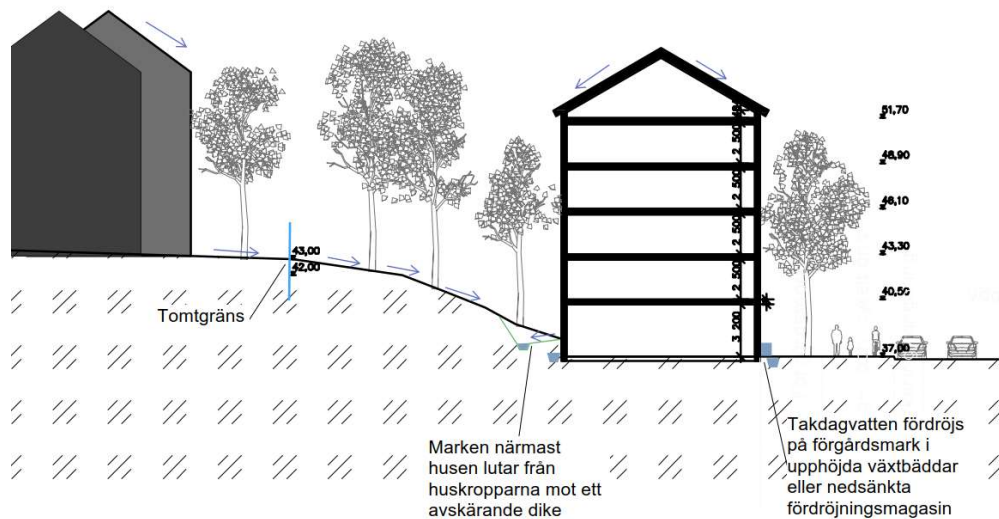 51,70
48,90
46,10
43,30
40,50
37,00
2 500
2 500
2 500
2 500
3 200
43,00
42,00
Tomtgräns
Marken närmast
husen lutar från
huskropparna mot ett
avskärande dike
Takdagvatten fördröjs
på förgårdsmark i
upphöjda växtbäddar
eller nedsänkta
fördröjningsmagasin